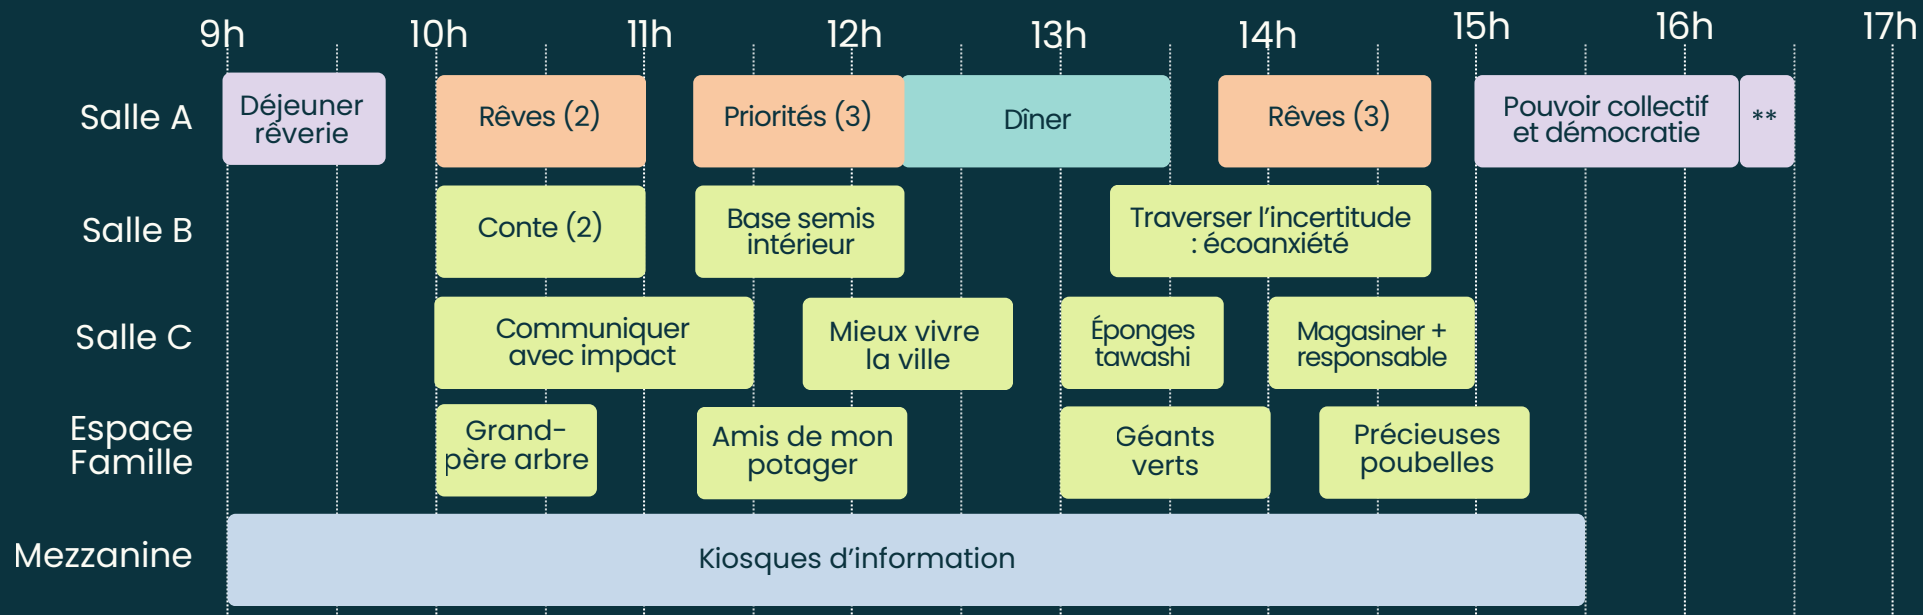 9h 10h 11h 12h 13h 14h 15h 16h 17h
Salle A
Déjeuner
rêverie
Rêves (2)
Priorités (3)
Dîner
Rêves (3)
Pouvoir collectif
et démocratie
**
Salle B
Conte (2)
Base semis
intérieur
Traverser l'incertitude
: écoanxiété
Salle C
Communiquer
avec impact
Mieux vivre
la ville
Éponges
tawashi
Magasiner +
responsable
Espace
Famille
Grand-
père arbre
Amis de mon
potager
Géants
verts
Précieuses
poubelles
Mezzanine
Kiosques d'information